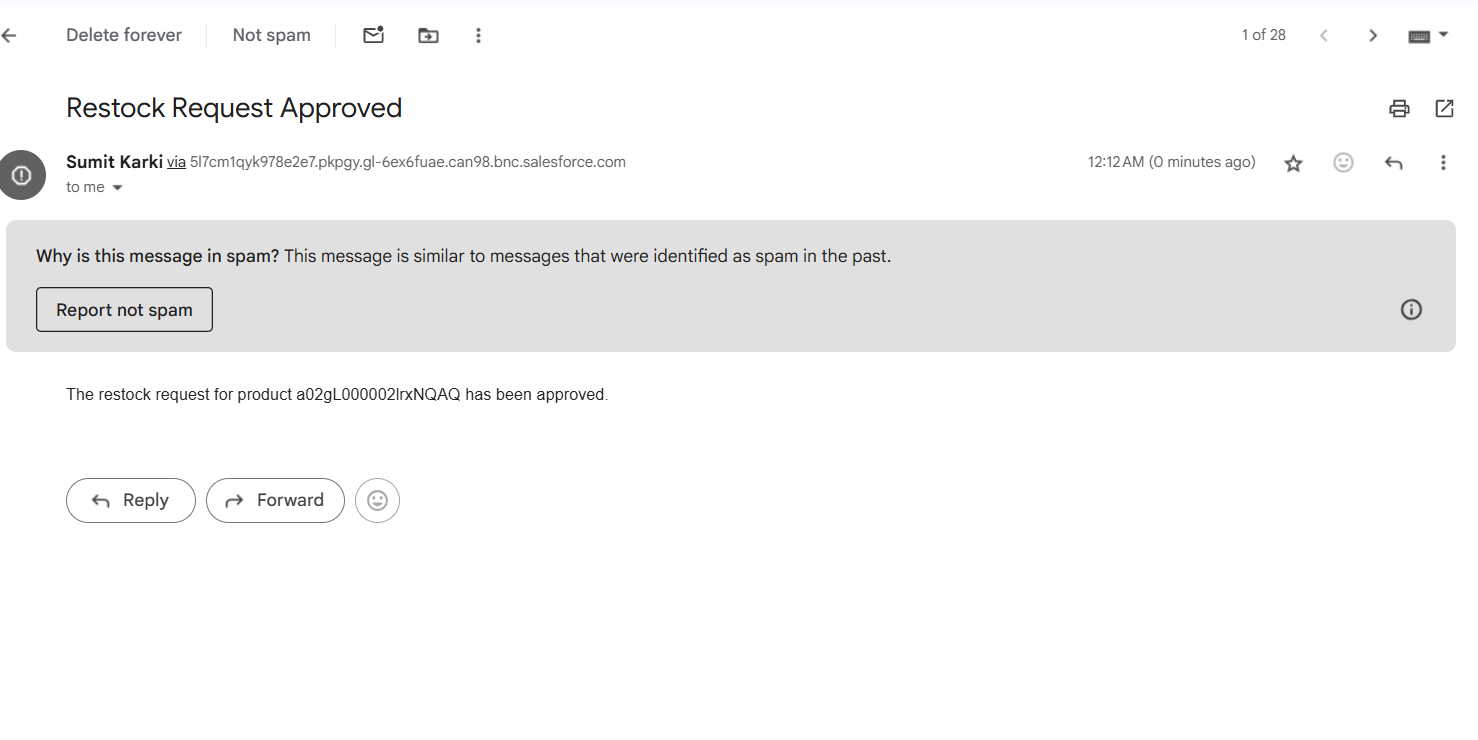 Delete forever Not spam 1 of 28
Restock Request Approved
Sumit Karki via 5l7cm1qyk978e2e7.pkpgy.gl-6ex6fuae.can98.bnc.salesforce.com 12:12 AM (0 minutes ago)
to me
Why is this message in spam? This message is similar to messages that were identified as spam in the past.
Report not spam
The restock request for product a02gL000002lrxNQAQ has been approved.
Reply Forward